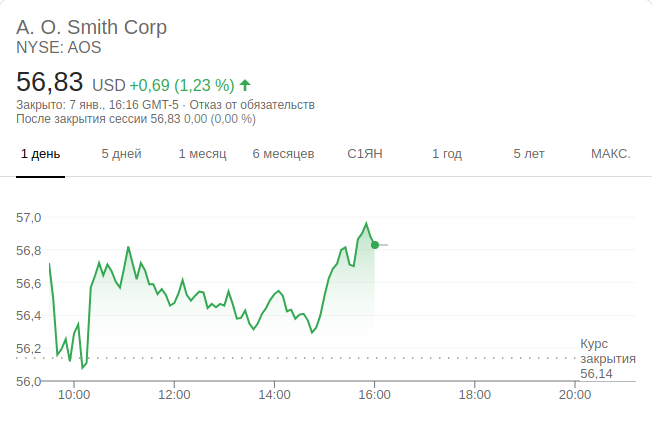 A. O. Smith Corp
NYSE: AOS
56,83 USD +0,69 (1,23 %)
Закрыто: 7 янв., 16:16 GMT-5 · Отказ от обязательств
После закрытия сессии 56,83 0,00 (0,00 %)
1 день 5 дней 1 месяц 6 месяцев С1ЯН 1 год 5 лет МАКС.
57,0
56,8
56,6
56,4
56,2
56,0
Курс
закрытия
56,14
10:00 12:00 14:00 16:00 18:00 20:00